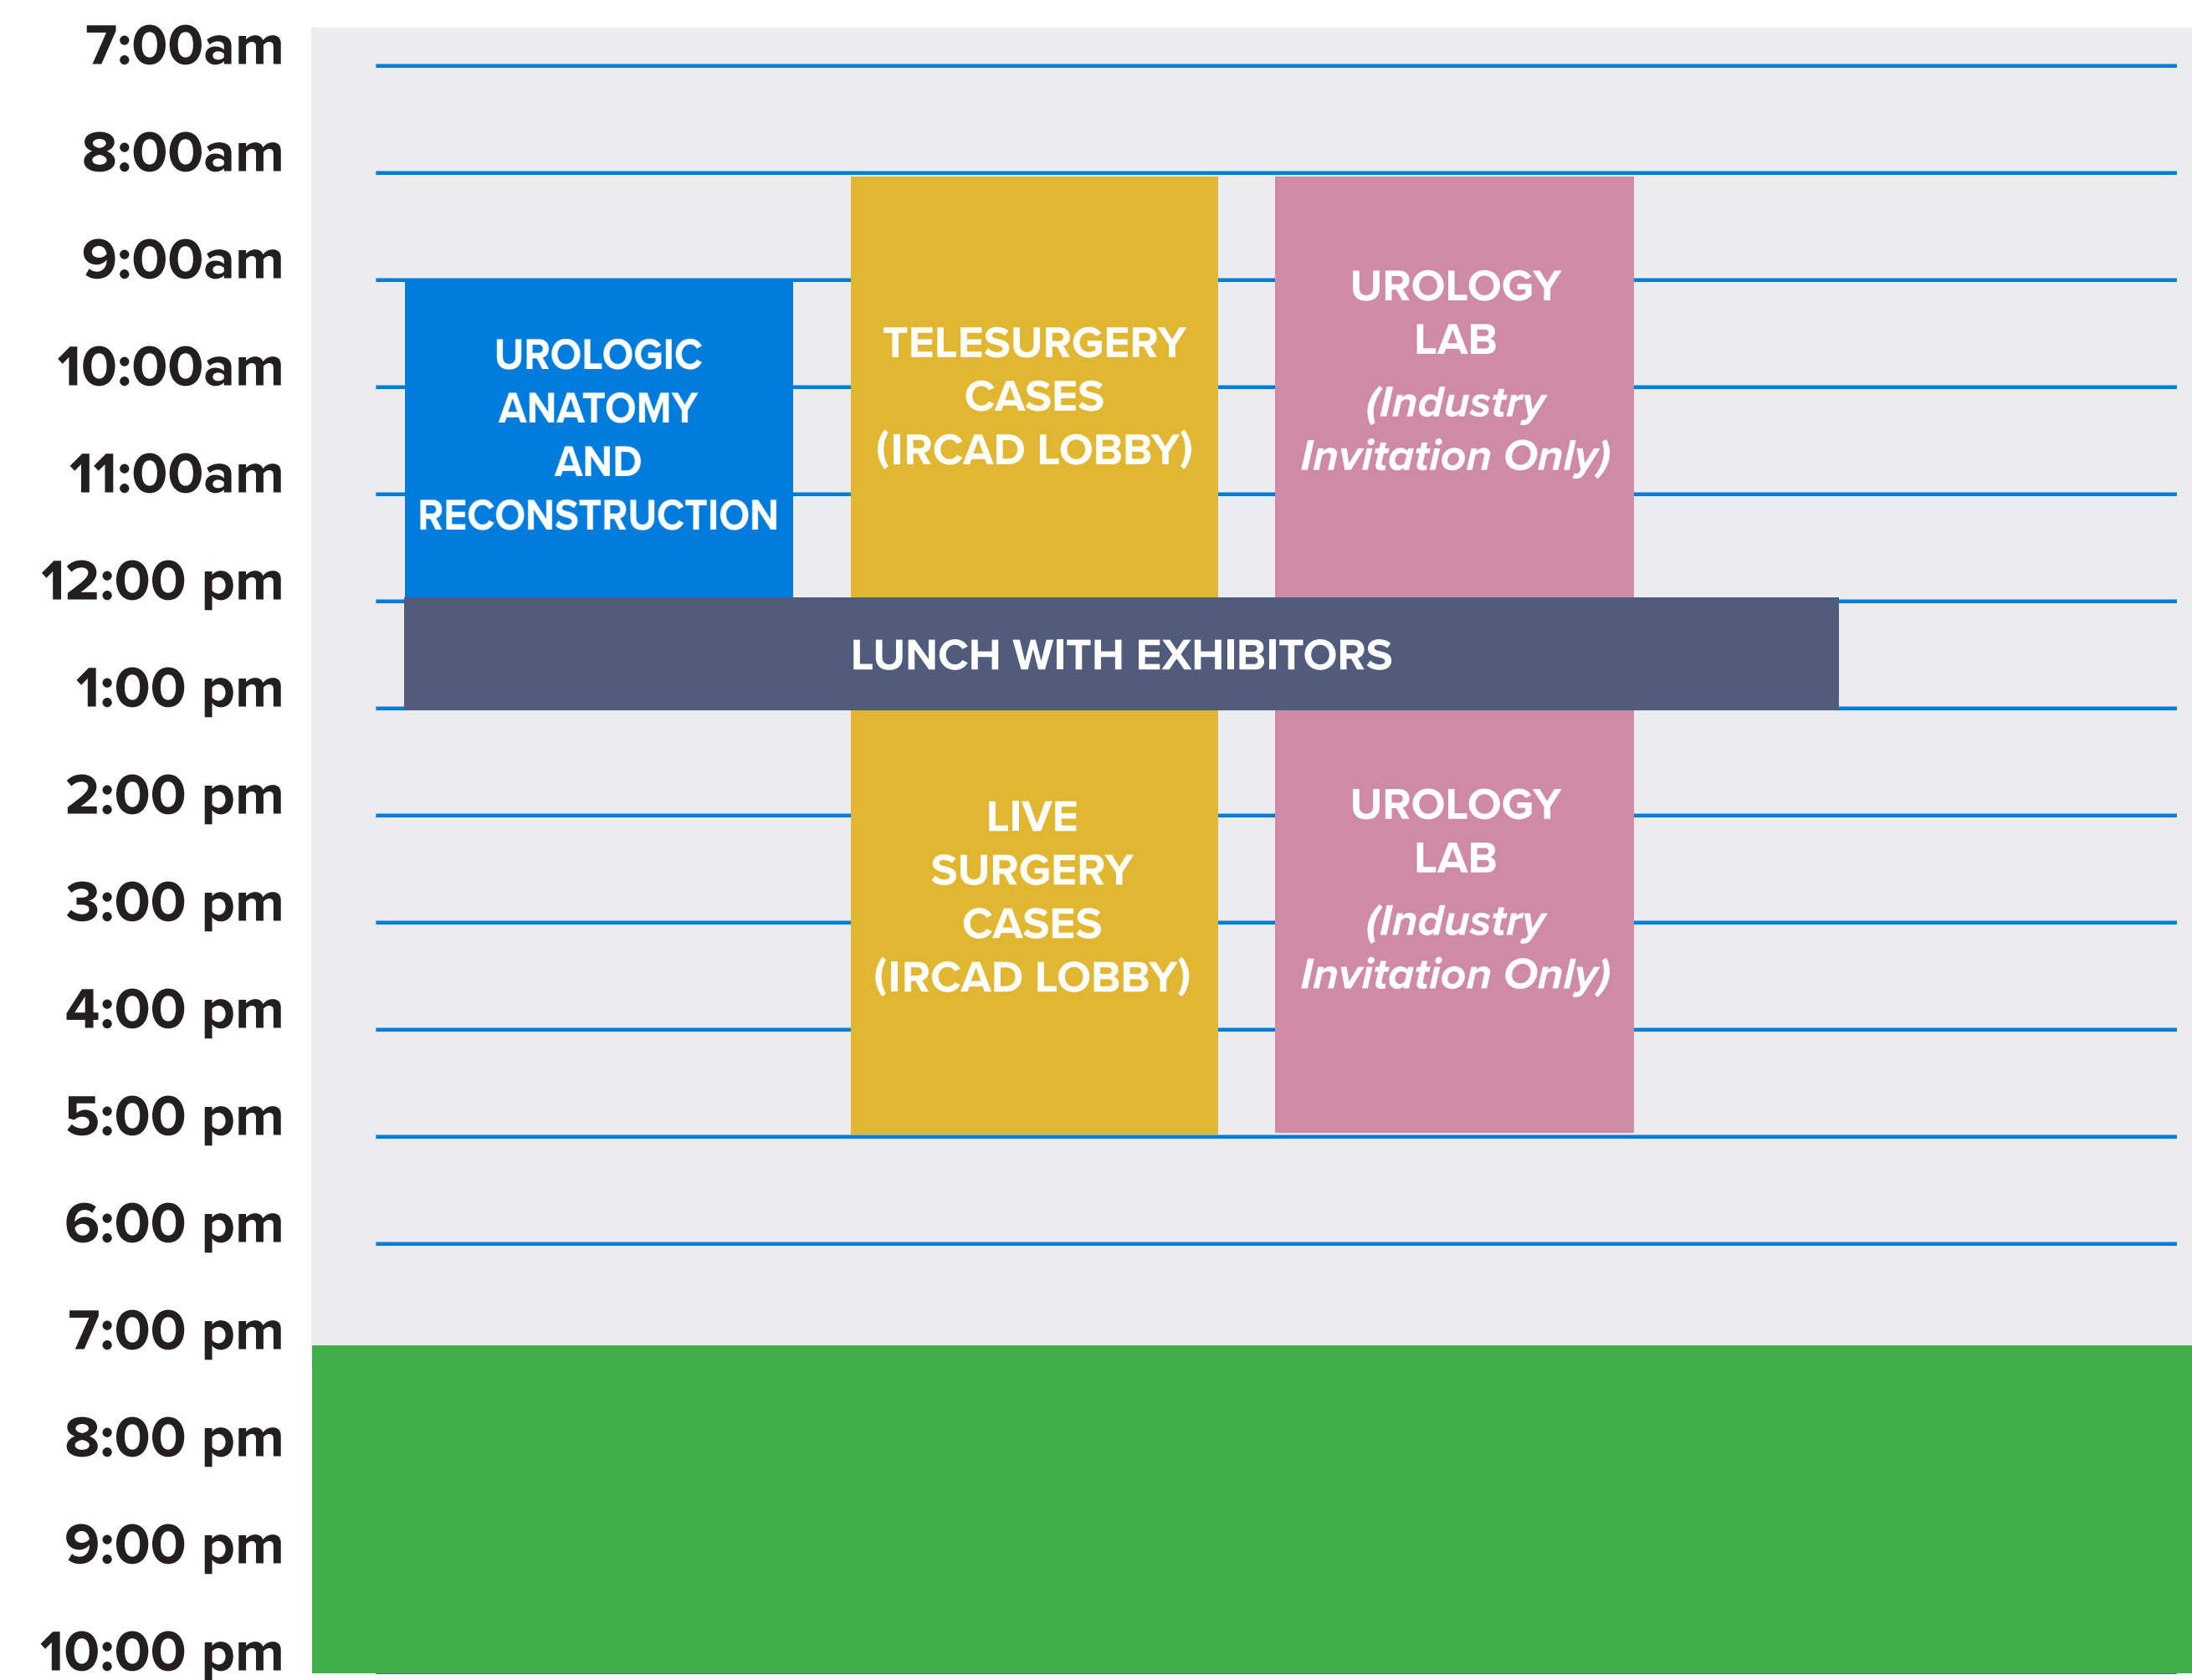 7:00am
8:00am
9:00am
10:00am
11:00am
12:00 pm
1:00 pm
2:00 pm
3:00 pm
4:00 pm
5:00 pm
6:00 pm
7:00 pm
8:00 pm
9:00 pm
10:00 pm
UROLOGIC
ANATOMY
AND
RECONSTRUCTION
TELESURGERY
CASES
(IRCAD LOBBY)
UROLOGY
LAB
(Industry
Invitation Only)
LUNCH WITH EXHIBITORS
LIVE
SURGERY
CASES
(IRCAD LOBBY)
UROLOGY
LAB
(Industry
Invitation Only)